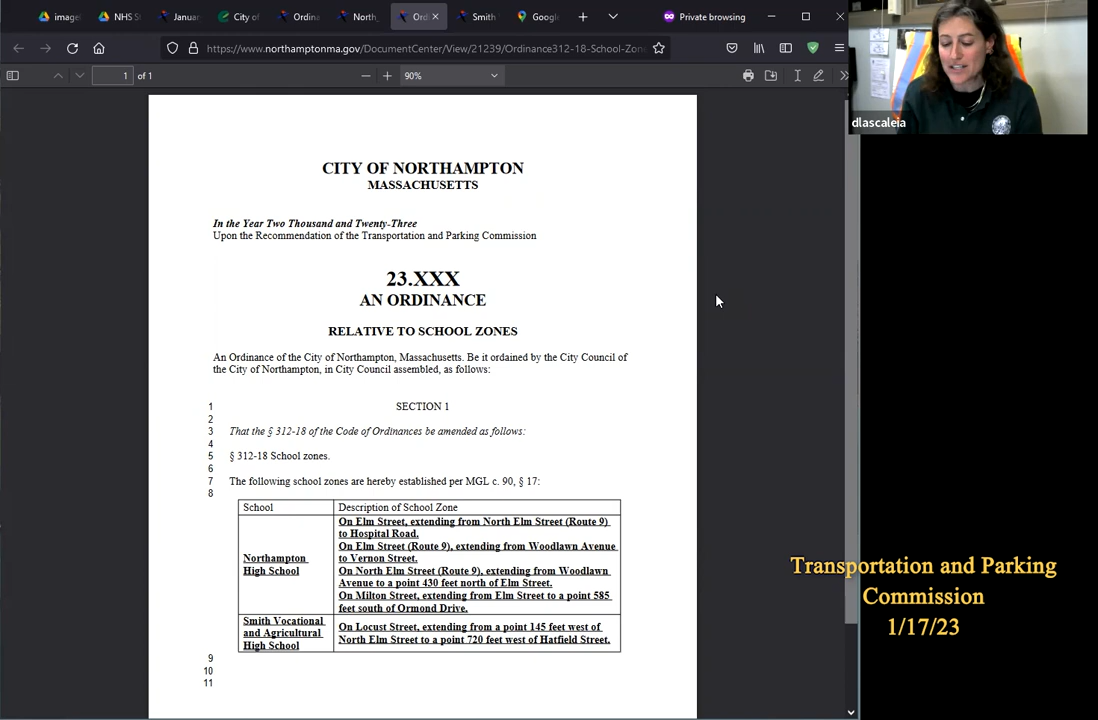 image
NHS S
Januar
City of
Ordina
North_
Ord
Smith
Google
Private browsing
https://www.northamptonma.gov/DocumentCenter/View/21239/Ordinance312-18-School-Zon
1 of 1
90%
dlascaleia
CITY OF NORTHAMPTON
MASSACHUSETTS
In the Year Two Thousand and Twenty-Three
Upon the Recommendation of the Transportation and Parking Commission
23.XXX
AN ORDINANCE
RELATIVE TO SCHOOL ZONES
An Ordinance of the City of Northampton, Massachusetts. Be it ordained by the City Council of
the City of Northampton, in City Council assembled, as follows:
1 SECTION 1
2
3 That the § 312-18 of the Code of Ordinances be amended as follows:
4
5 § 312-18 School zones.
6
7 The following school zones are hereby established per MGL c. 90, § 17:
8
School Description of School Zone
Northampton
High School
On Elm Street, extending from North Elm Street (Route 9)
to Hospital Road.
On Elm Street (Route 9), extending from Woodlawn Avenue
to Vernon Street.
On North Elm Street (Route 9), extending from Woodlawn
Avenue to a point 430 feet north of Elm Street.
On Milton Street, extending from Elm Street to a point 585
feet south of Ormond Drive.
Smith Vocational
and Agricultural
High School
On Locust Street, extending from a point 145 feet west of
North Elm Street to a point 720 feet west of Hatfield Street.
9
10
11
Transportation and Parking
Commission
1/17/23